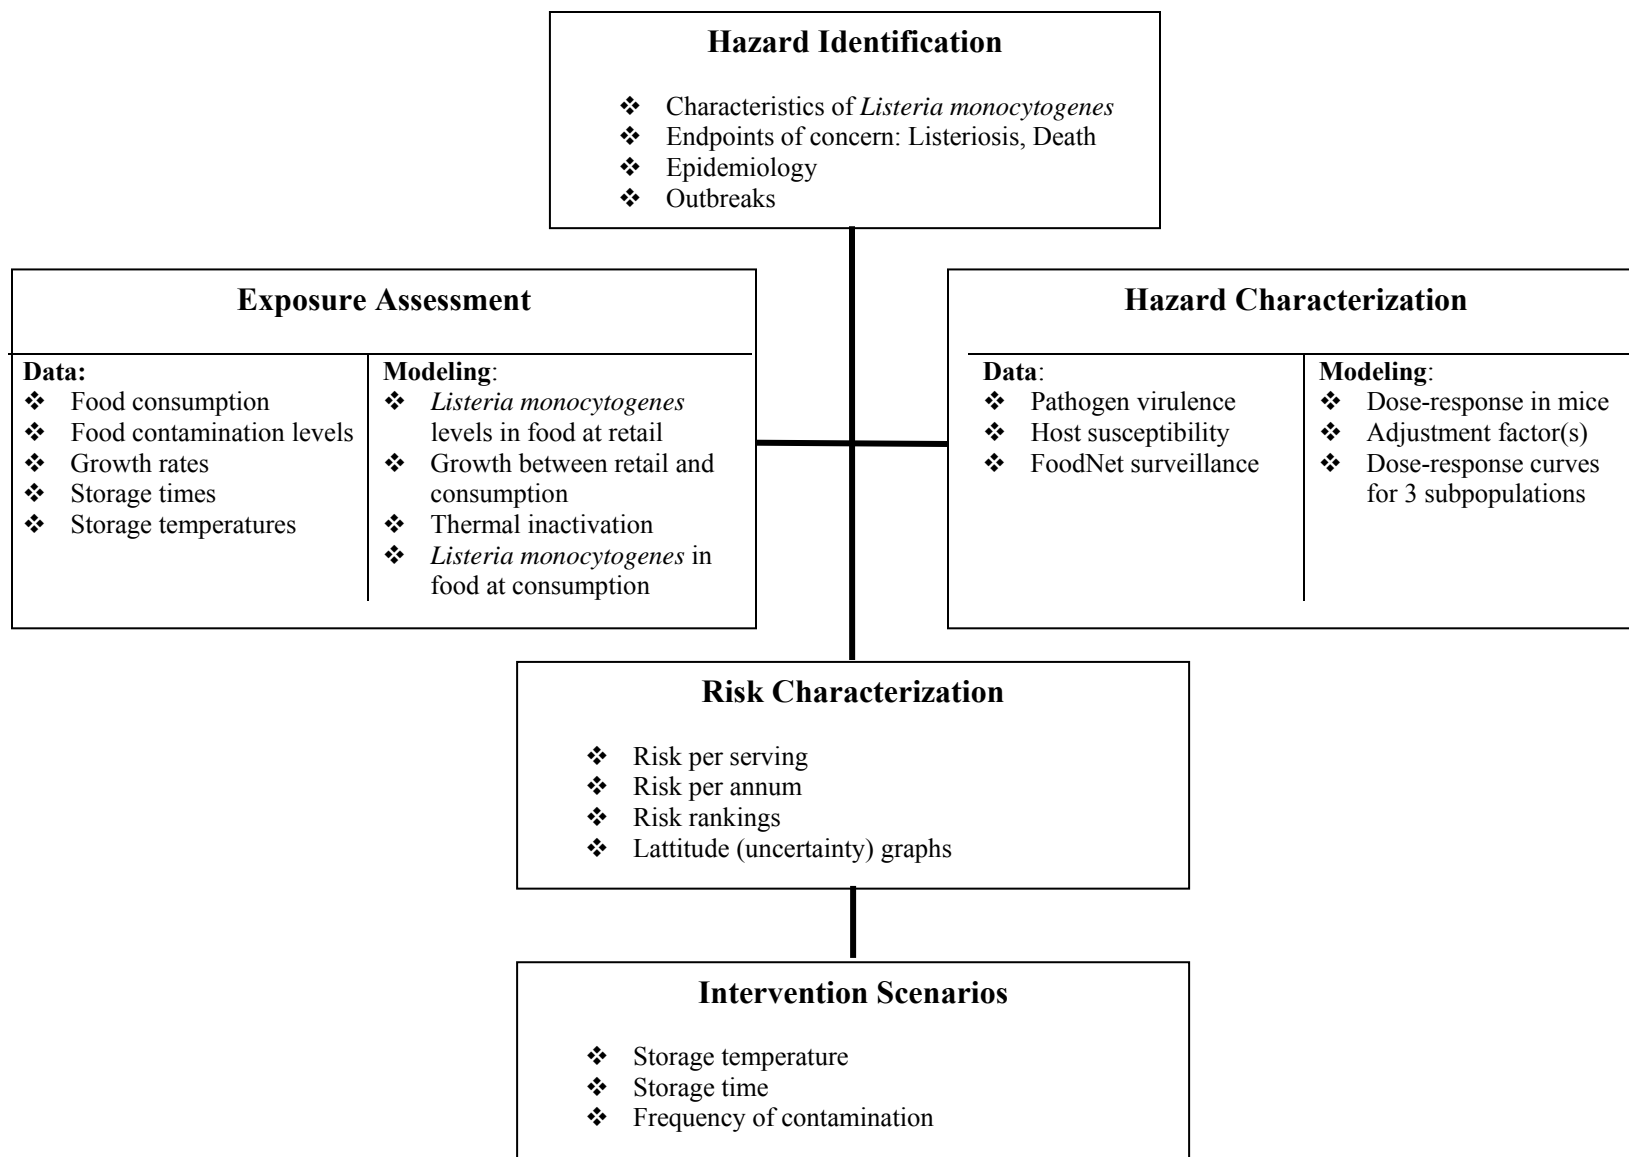 Hazard Identification
❖ Characteristics of Listeria monocytogenes
❖ Endpoints of concern: Listeriosis, Death
❖ Epidemiology
❖ Outbreaks
Exposure Assessment
Data:
❖ Food consumption
❖ Food contamination levels
❖ Growth rates
❖ Storage times
❖ Storage temperatures
Modeling:
❖ Listeria monocytogenes
levels in food at retail
❖ Growth between retail and
consumption
❖ Thermal inactivation
❖ Listeria monocytogenes in
food at consumption
Hazard Characterization
Data:
❖ Pathogen virulence
❖ Host susceptibility
❖ FoodNet surveillance
Modeling:
❖ Dose-response in mice
❖ Adjustment factor(s)
❖ Dose-response curves
for 3 subpopulations
Risk Characterization
❖ Risk per serving
❖ Risk per annum
❖ Risk rankings
❖ Lattitude (uncertainty) graphs
Intervention Scenarios
❖ Storage temperature
❖ Storage time
❖ Frequency of contamination